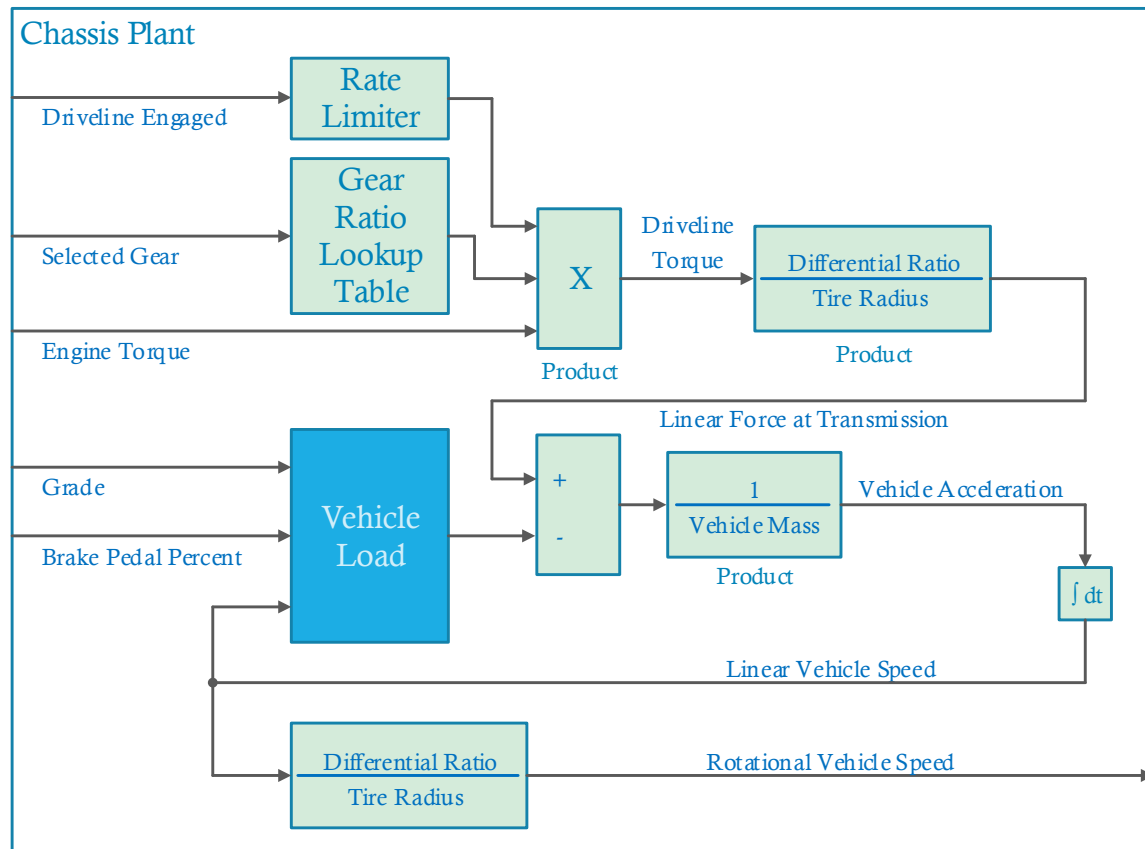 Chassis Plant
Rate
Limiter
Driveline Engaged
Gear
Ratio
Lookup
Table
Selected Gear
Engine Torque
X
Product
Driveline
Torque
Differential Ratio
Tire Radius
Product
Linear Force at Transmission
Grade
Brake Pedal Percent
Vehicle
Load
+
-
1
Vehicle Mass
Product
Vehicle Acceleration
∫ dt
Linear Vehicle Speed
Differential Ratio
Tire Radius
Rotational Vehicle Speed